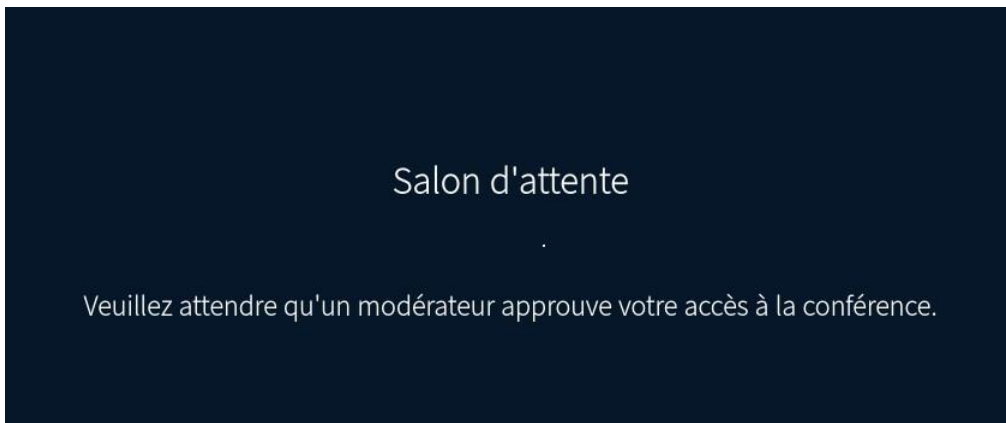 Salon d'attente
Veuillez attendre qu'un modérateur approuve votre accès à la conférence.